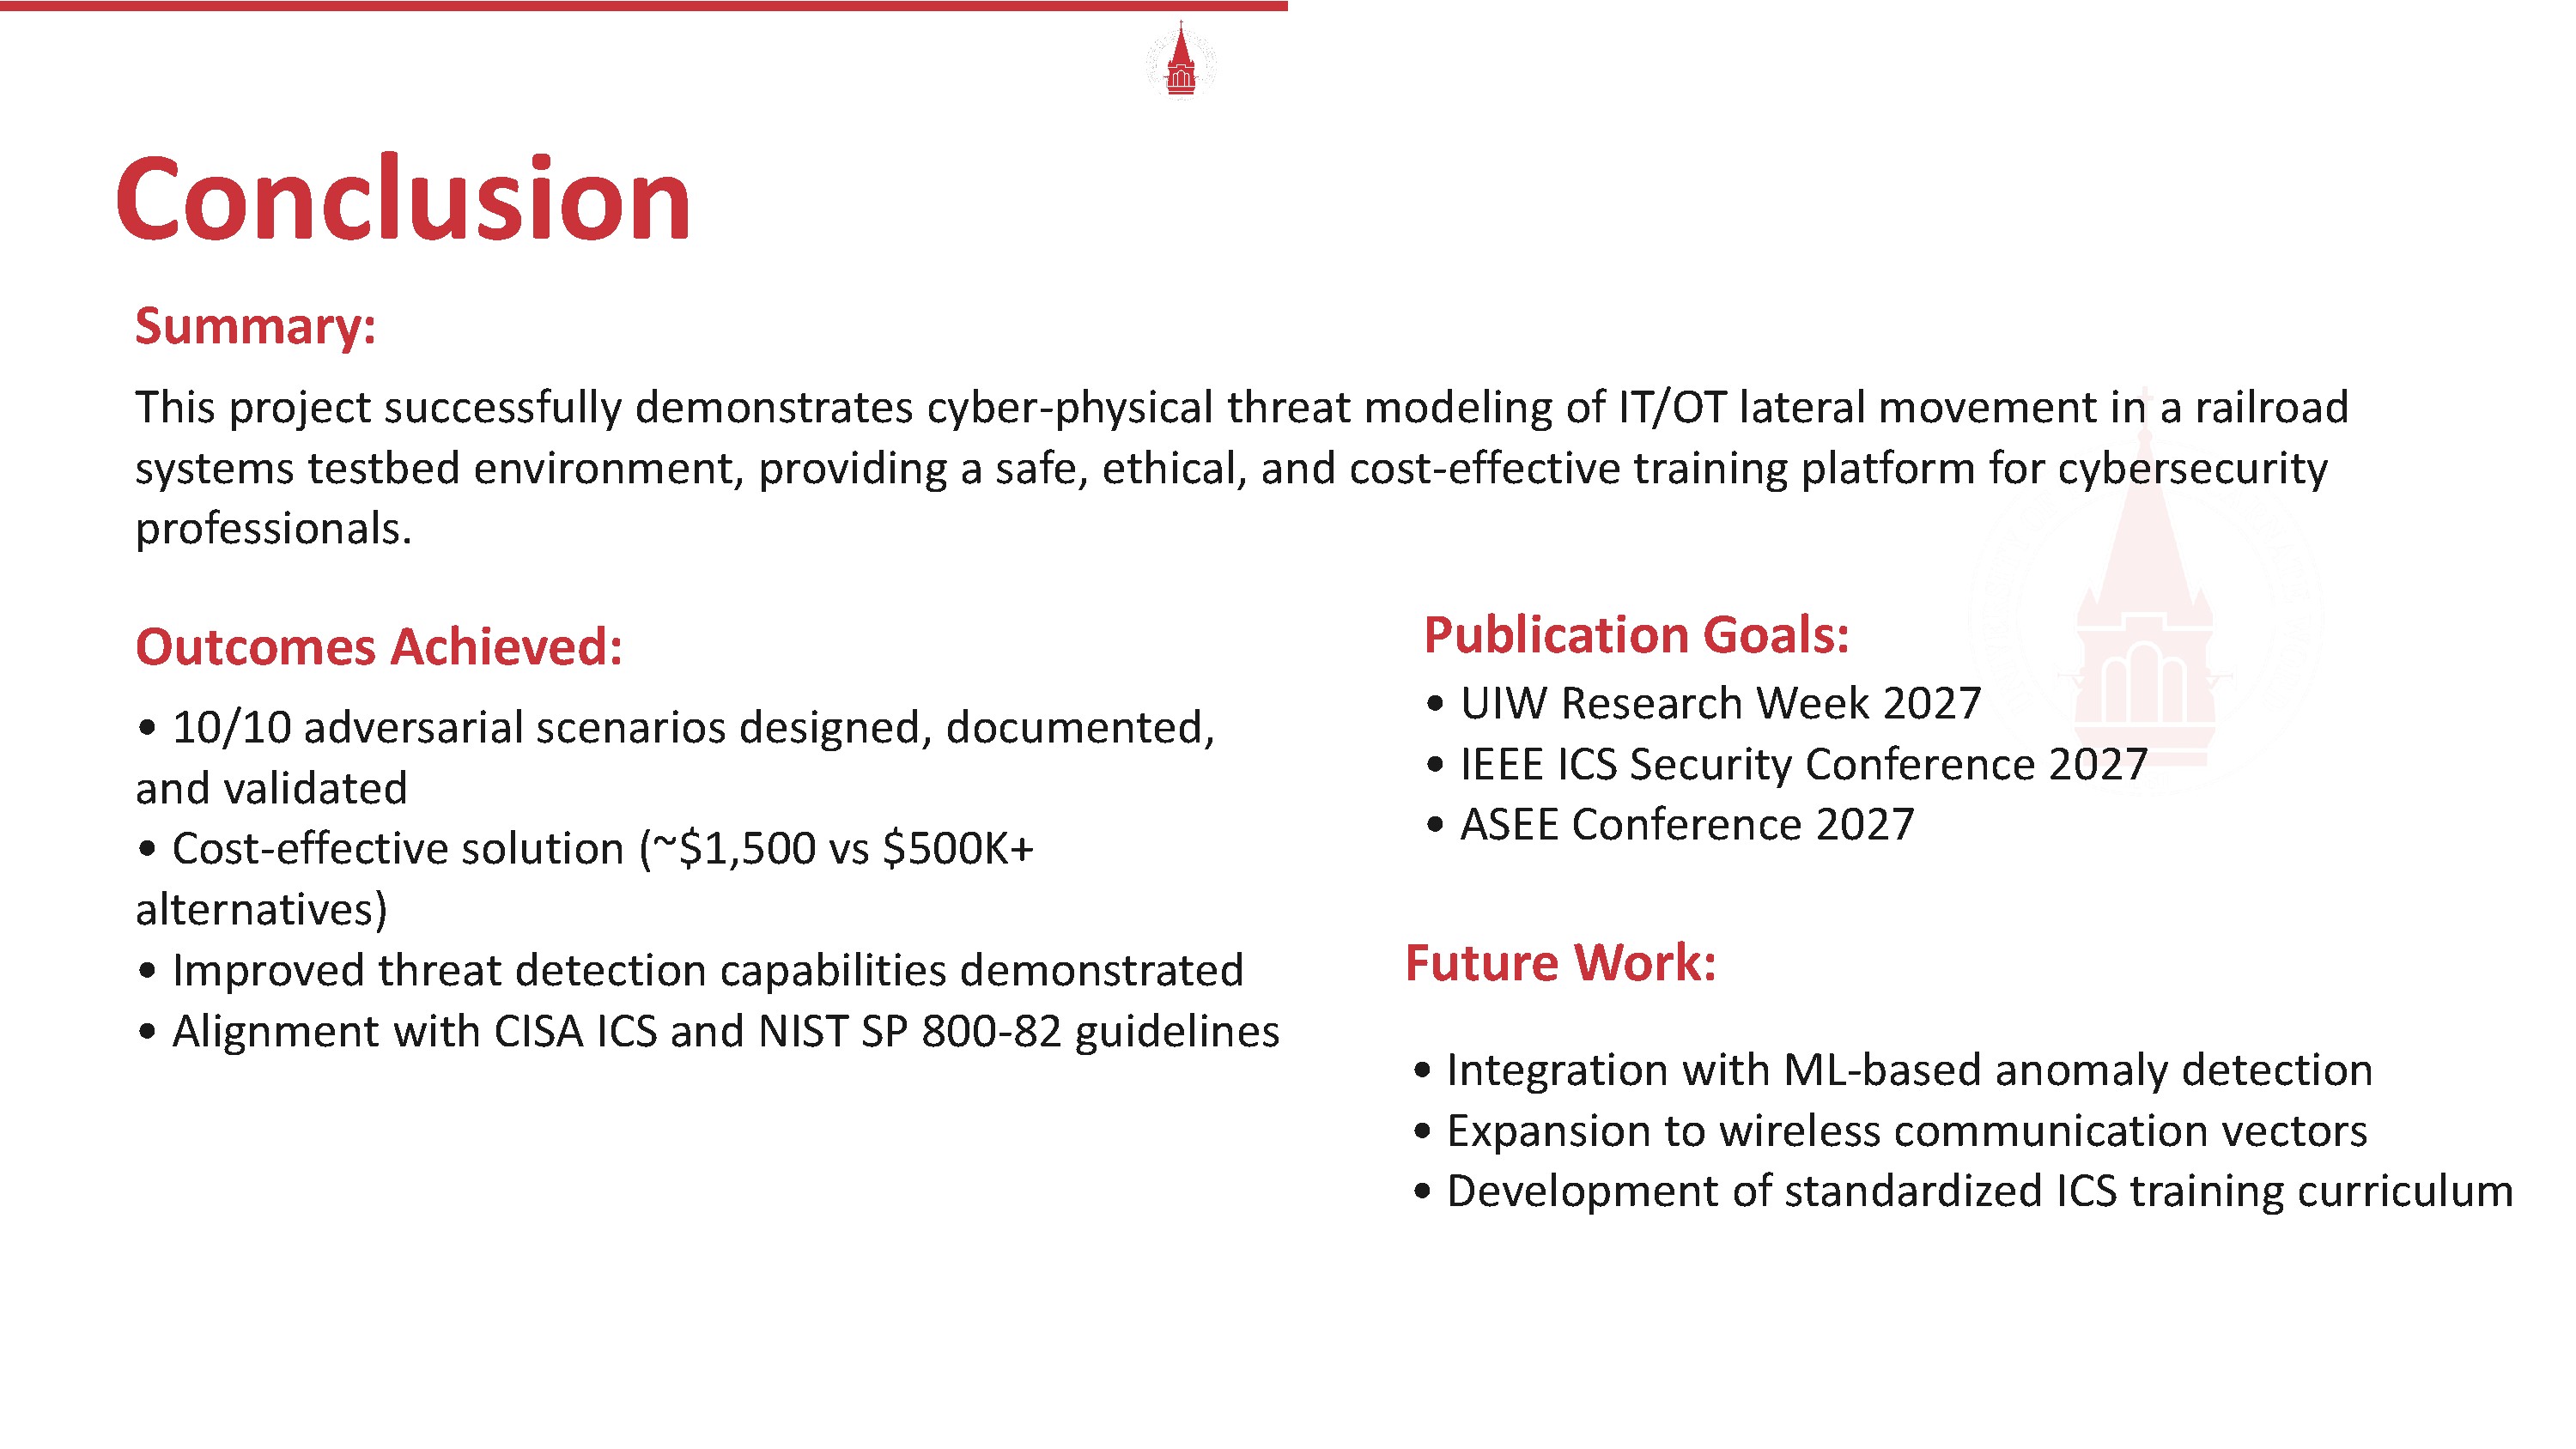 Conclusion
Summary:
This project successfully demonstrates cyber-physical threat modeling of IT/OT lateral movement in a railroad
systems testbed environment, providing a safe, ethical, and cost-effective training platform for cybersecurity
professionals.
Outcomes Achieved:
• 10/10 adversarial scenarios designed, documented,
and validated
• Cost-effective solution (~$1,500 vs $500K+
alternatives)
• Improved threat detection capabilities demonstrated
• Alignment with CISA ICS and NIST SP 800-82 guidelines
Publication Goals:
• UIW Research Week 2027
• IEEE ICS Security Conference 2027
• ASEE Conference 2027
Future Work:
• Integration with ML-based anomaly detection
• Expansion to wireless communication vectors
• Development of standardized ICS training curriculum